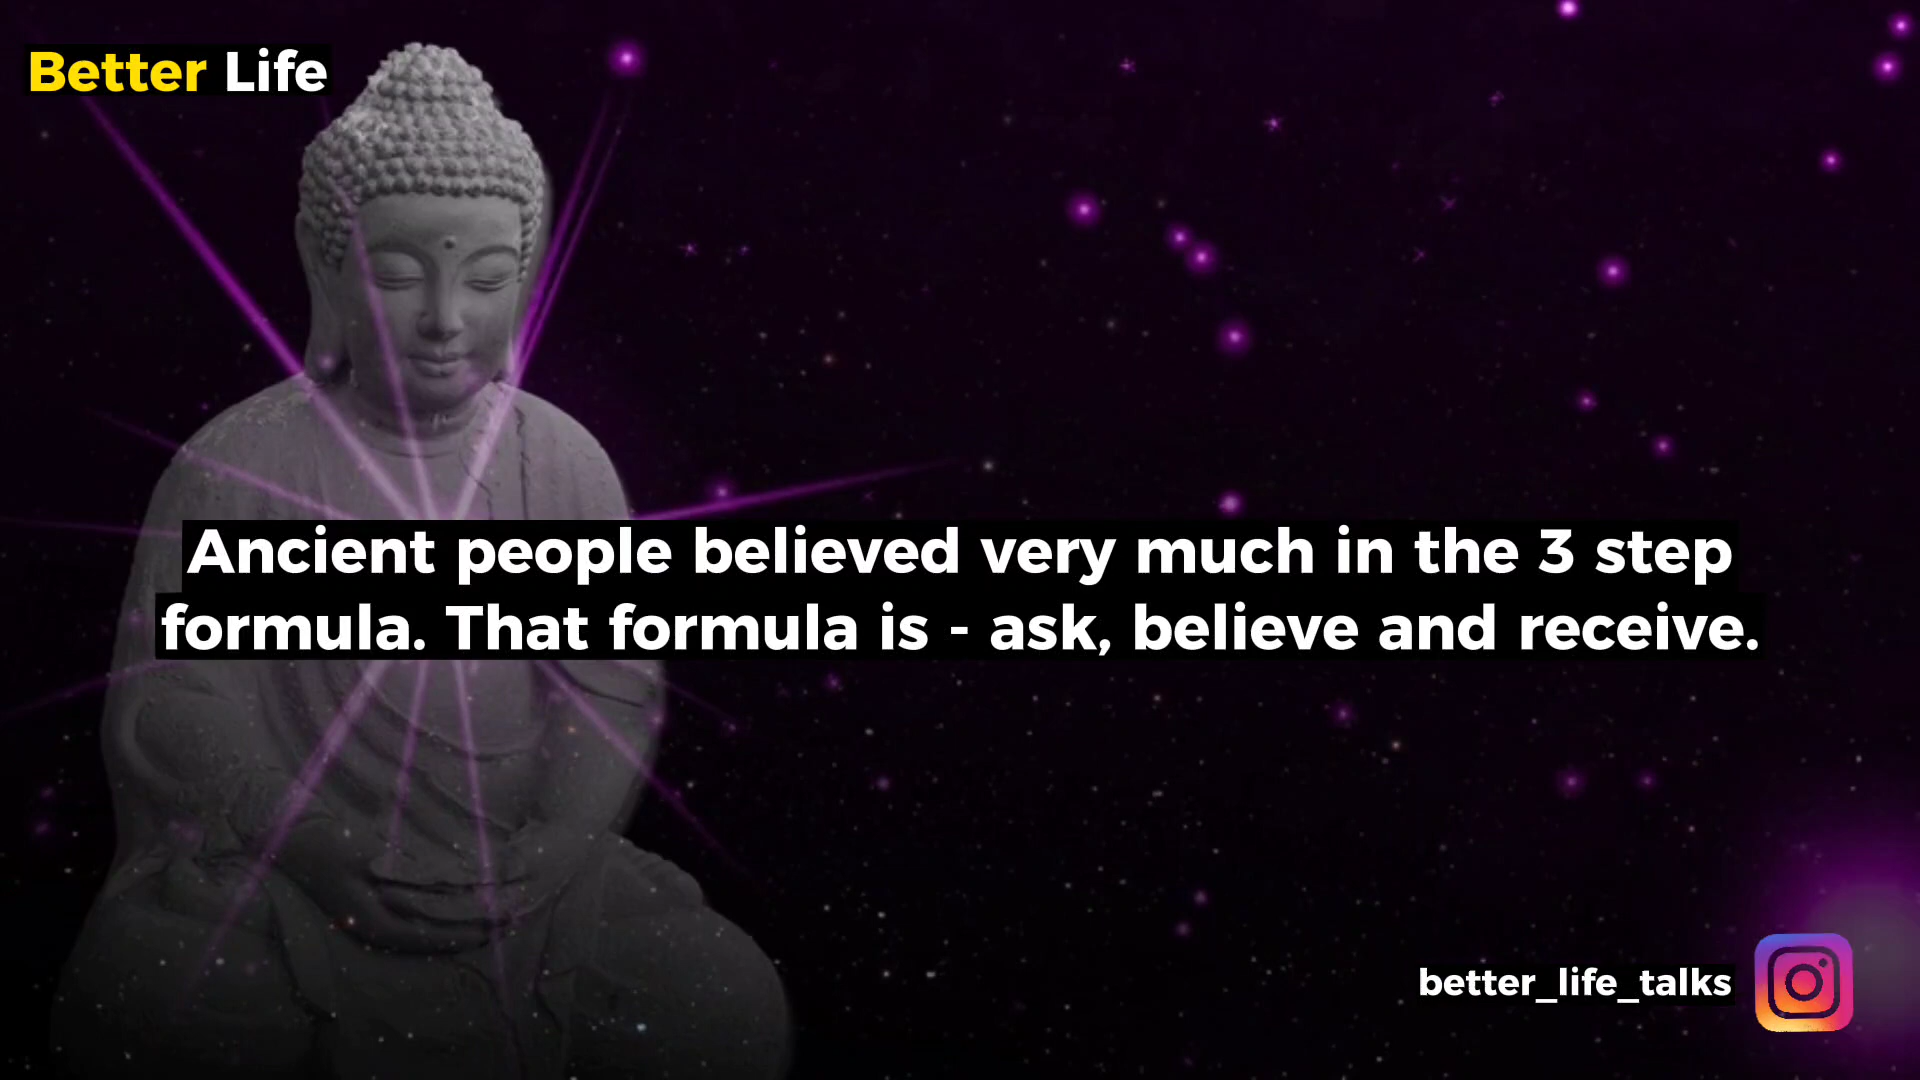 Better Life
Ancient people believed very much in the 3 step
formula. That formula is - ask, believe and receive.
better_life_talks